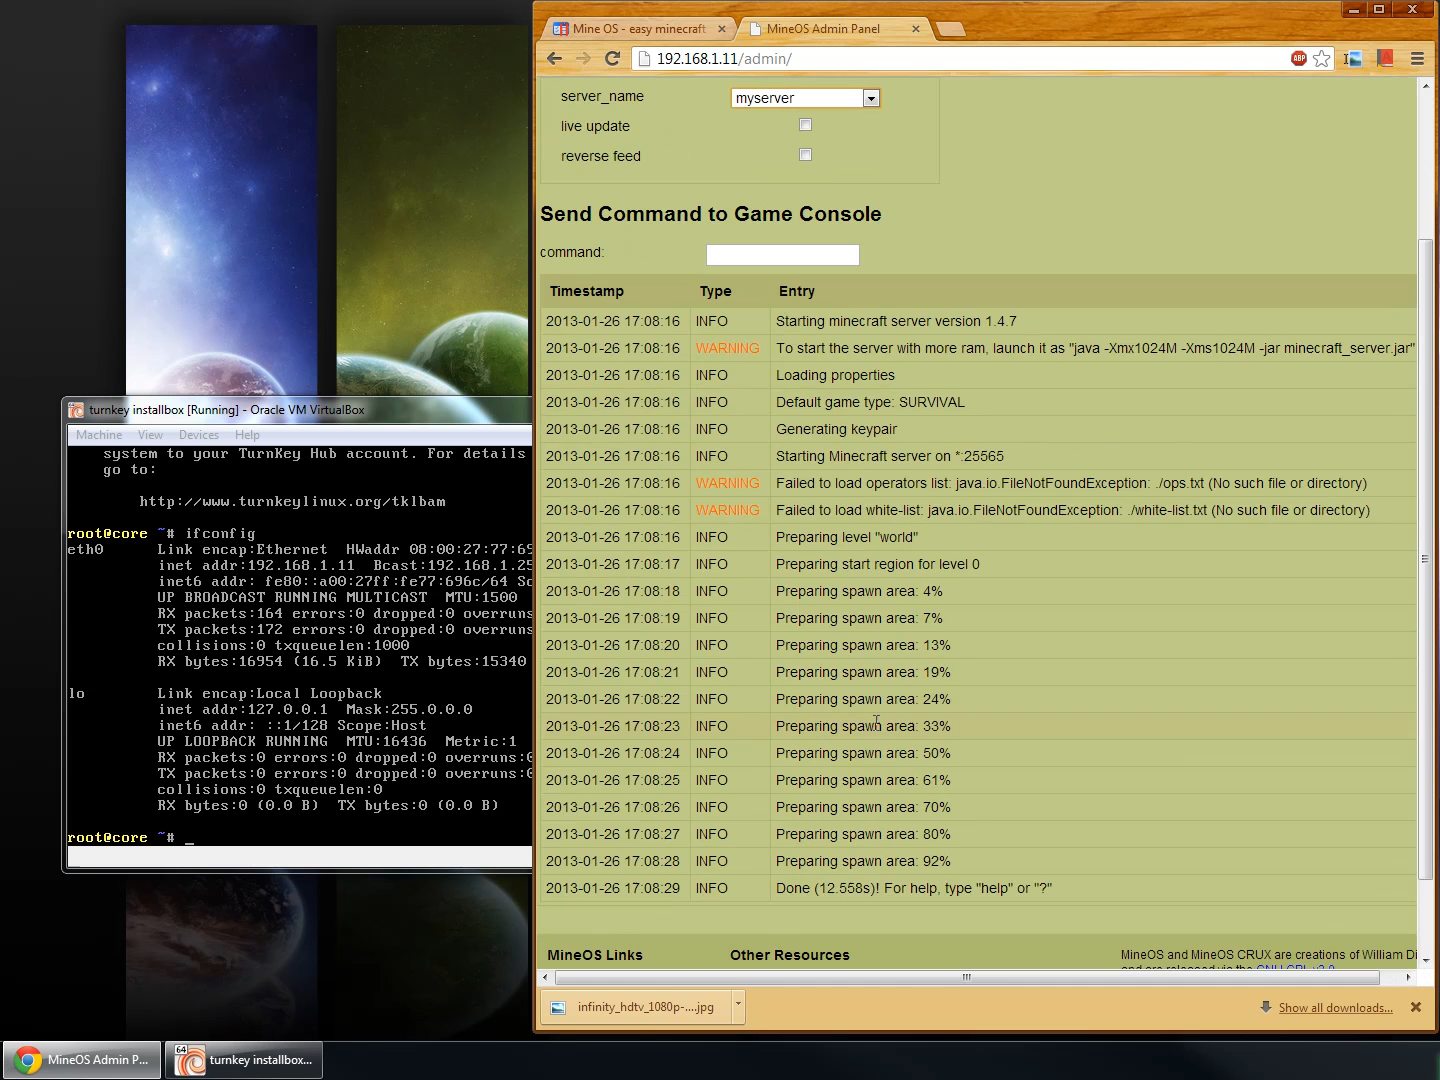 Mine OS - easy minecraft
MineOS Admin Panel
192.168.1.11/admin/
ABP
server_name
myserver
live update
reverse feed
Send Command to Game Console
command:
Timestamp Type Entry
2013-01-26 17:08:16 INFO Starting minecraft server version 1.4.7
2013-01-26 17:08:16 WARNING To start the server with more ram, launch it as "java -Xmx1024M -Xms1024M -jar minecraft_server.jar"
2013-01-26 17:08:16 INFO Loading properties
2013-01-26 17:08:16 INFO Default game type: SURVIVAL
2013-01-26 17:08:16 INFO Generating keypair
2013-01-26 17:08:16 INFO Starting Minecraft server on *:25565
2013-01-26 17:08:16 WARNING Failed to load operators list: java.io.FileNotFoundException: ./ops.txt (No such file or directory)
2013-01-26 17:08:16 WARNING Failed to load white-list: java.io.FileNotFoundException: ./white-list.txt (No such file or directory)
2013-01-26 17:08:16 INFO Preparing level "world"
2013-01-26 17:08:17 INFO Preparing start region for level 0
2013-01-26 17:08:18 INFO Preparing spawn area: 4%
2013-01-26 17:08:19 INFO Preparing spawn area: 7%
2013-01-26 17:08:20 INFO Preparing spawn area: 13%
2013-01-26 17:08:21 INFO Preparing spawn area: 19%
2013-01-26 17:08:22 INFO Preparing spawn area: 24%
2013-01-26 17:08:23 INFO Preparing spawn area: 33%
2013-01-26 17:08:24 INFO Preparing spawn area: 50%
2013-01-26 17:08:25 INFO Preparing spawn area: 61%
2013-01-26 17:08:26 INFO Preparing spawn area: 70%
2013-01-26 17:08:27 INFO Preparing spawn area: 80%
2013-01-26 17:08:28 INFO Preparing spawn area: 92%
2013-01-26 17:08:29 INFO Done (12.558s)! For help, type "help" or "?"
MineOS Links Other Resources MineOS and MineOS CRUX are creations of William Di
and are released via the GNU GPL v3.0
infinity_hdtv_1080p-....jpg
Show all downloads...
turnkey installbox [Running] - Oracle VM VirtualBox
Machine View Devices Help
system to your TurnKey Hub account. For details
go to:
http://www.turnkeylinux.org/tklbam
root@core ~# ifconfig
eth0 Link encap:Ethernet HWaddr 08:00:27:77:69
inet addr:192.168.1.11 Bcast:192.168.1.25
inet6 addr: fe80::a00:27ff:fe77:696c/64 Sc
UP BROADCAST RUNNING MULTICAST MTU:1500
RX packets:164 errors:0 dropped:0 overruns
TX packets:172 errors:0 dropped:0 overruns
collisions:0 txqueuelen:1000
RX bytes:16954 (16.5 KiB) TX bytes:15340
lo Link encap:Local Loopback
inet addr:127.0.0.1 Mask:255.0.0.0
inet6 addr: ::1/128 Scope:Host
UP LOOPBACK RUNNING MTU:16436 Metric:1
RX packets:0 errors:0 dropped:0 overruns:0
TX packets:0 errors:0 dropped:0 overruns:0
collisions:0 txqueuelen:0
RX bytes:0 (0.0 B) TX bytes:0 (0.0 B)
root@core ~# _
MineOS Admin P...
64
turnkey installbox...